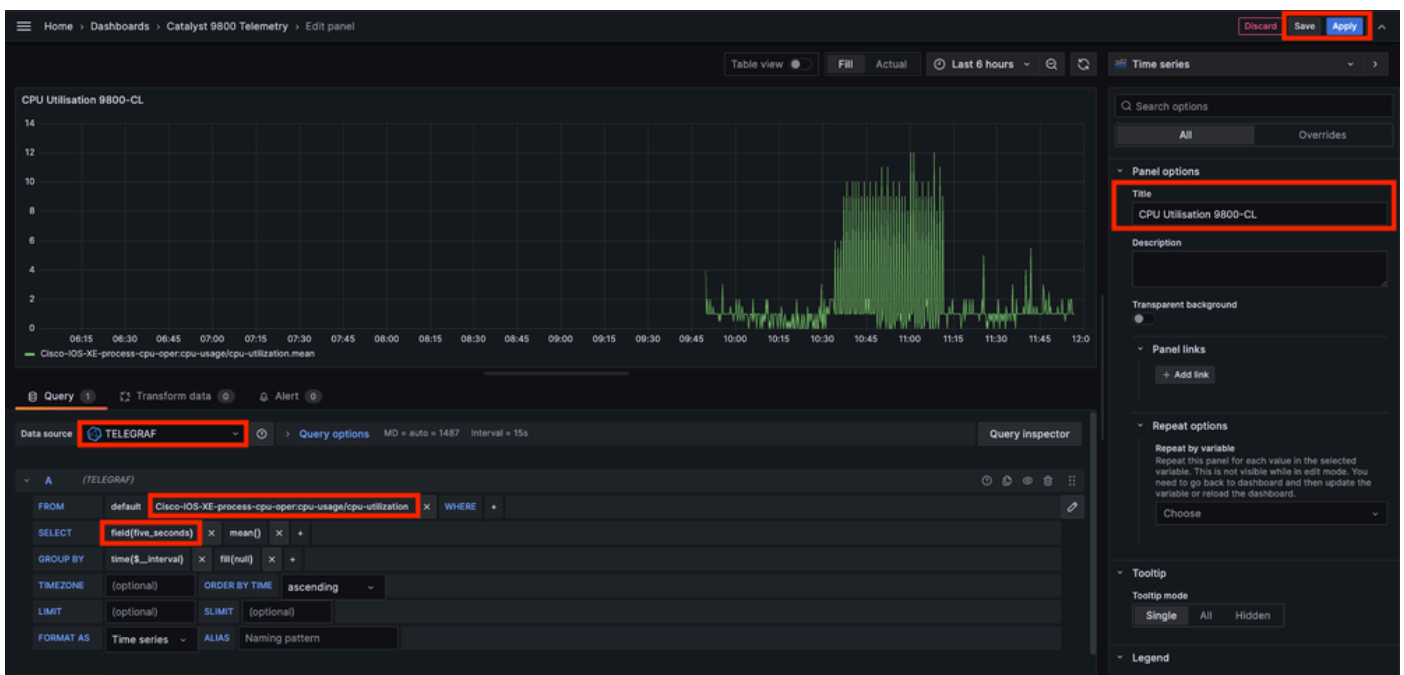 Home › Dashboards › Catalyst 9800 Telemetry › Edit panel
Discard Save Apply
Table view Fill Actual Last 6 hours
Time series
CPU Utilisation 9800-CL
14
12
10
8
6
4
2
0
06:15 06:30 06:45 07:00 07:15 07:30 07:45 08:00 08:15 08:30 08:45 09:00 09:15 09:30 09:45 10:00 10:15 10:30 10:45 11:00 11:15 11:30 11:45 12:0
Cisco-IOS-XE-process-cpu-oper:cpu-usage/cpu-utilization.mean
Query 1 Transform data 0 Alert 0
Data source TELEGRAF › Query options MD = auto = 1487 Interval = 15s Query inspector
A (TELEGRAF)
FROM default Cisco-IOS-XE-process-cpu-oper:cpu-usage/cpu-utilization × WHERE +
SELECT field(five_seconds) × mean() × +
GROUP BY time($__interval) × fill(null) × +
TIMEZONE (optional) ORDER BY TIME ascending
LIMIT (optional) SLIMIT (optional)
FORMAT AS Time series ALIAS Naming pattern
Search options
All Overrides
Panel options
Title
CPU Utilisation 9800-CL
Description
Transparent background
Panel links
+ Add link
Repeat options
Repeat by variable
Repeat this panel for each value in the selected
variable. This is not visible while in edit mode. You
need to go back to dashboard and then update the
variable or reload the dashboard.
Choose
Tooltip
Tooltip mode
Single All Hidden
Legend